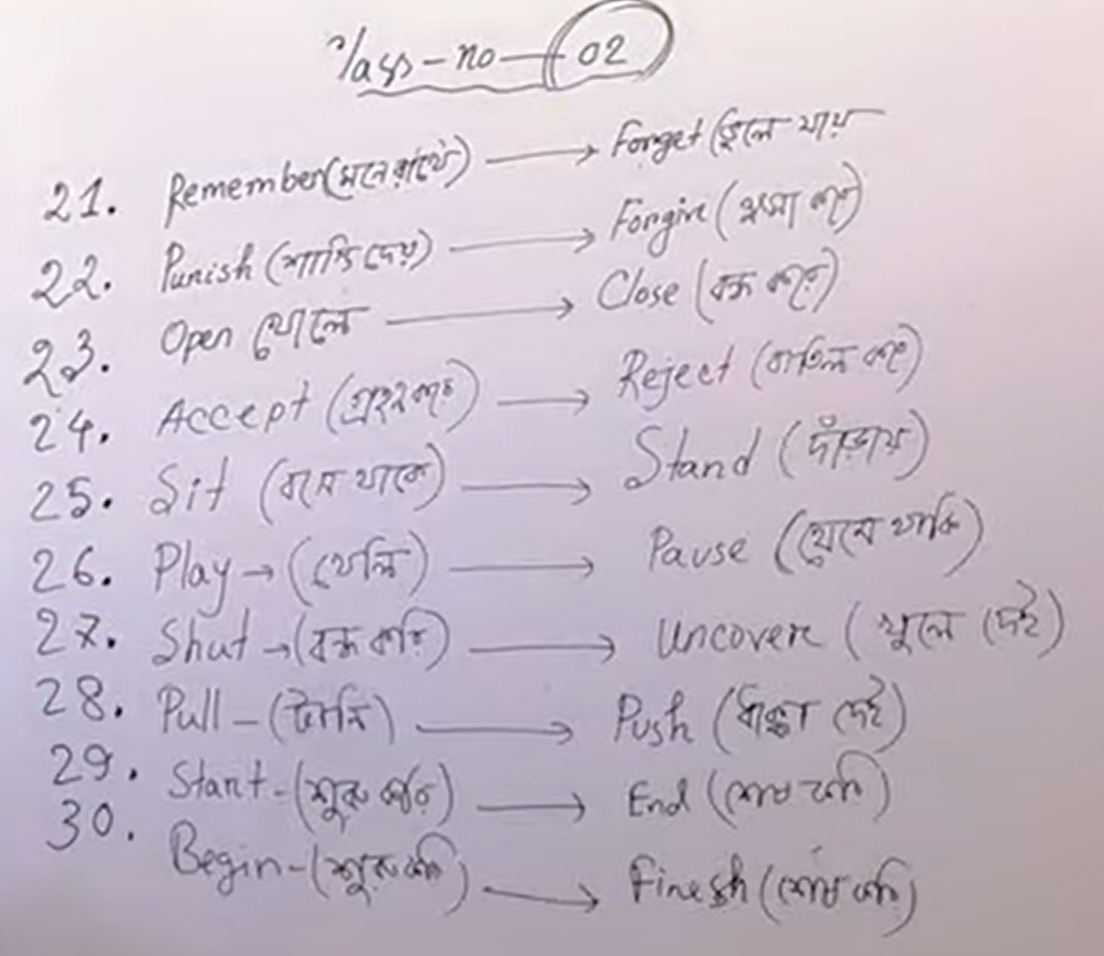 Class - no - 02
21. Remember (মনে রাখে) → Forget (ভুলে যায়
22. Punish (শাস্তি দেয়) → Forgive (ক্ষমা করে)
23. Open খোলে → Close (বন্ধ করে)
24. Accept (গ্রহণ করে) → Reject (বাতিল করে)
25. Sit (বসে থাকে) → Stand (দাঁড়ায়)
26. Play → (খেলি) → Pause (থেমে থাকি)
27. Shut → (বন্ধ করি) → Uncover (খুলে দেই)
28. Pull - (টানি) → Push (ধাক্কা দেই)
29. Start - (শুরু করি) → End (শেষ করি)
30. Begin - (শুরু করি) → Finesh (শেষ করি)